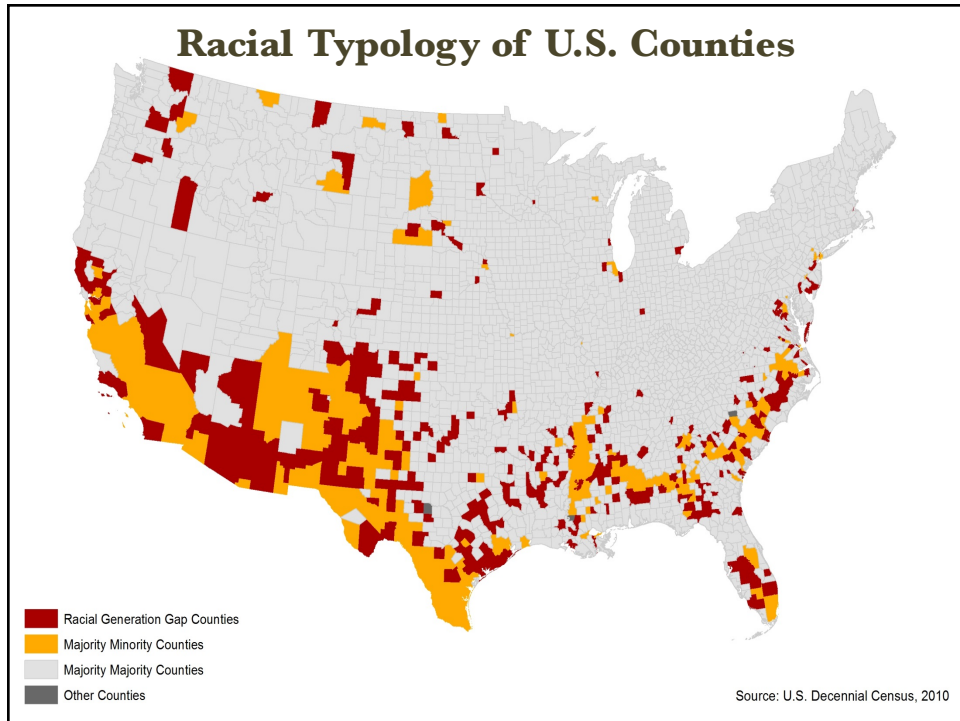 Racial Typology of U.S. Counties
Racial Generation Gap Counties
Majority Minority Counties
Majority Majority Counties
Other Counties
Source: U.S. Decennial Census, 2010